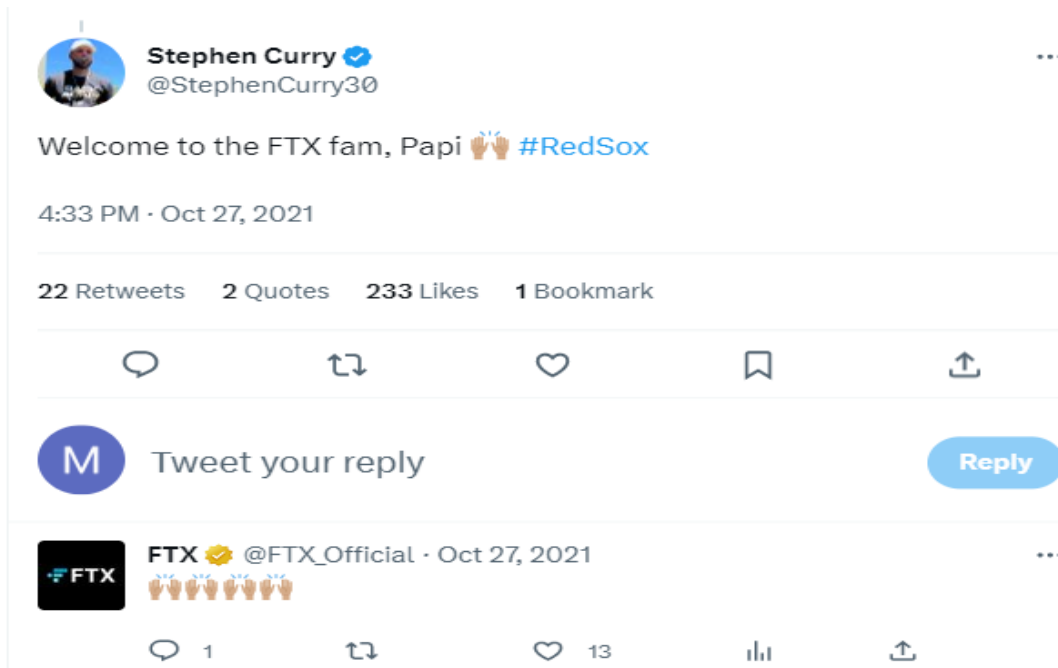 Stephen Curry
@StephenCurry30
Welcome to the FTX fam, Papi 🙌🏽 #RedSox
4:33 PM · Oct 27, 2021
22 Retweets 2 Quotes 233 Likes 1 Bookmark
M Tweet your reply Reply
FTX FTX @FTX_Official · Oct 27, 2021
🙌🏽🙌🏽🙌🏽🙌🏽
1 13